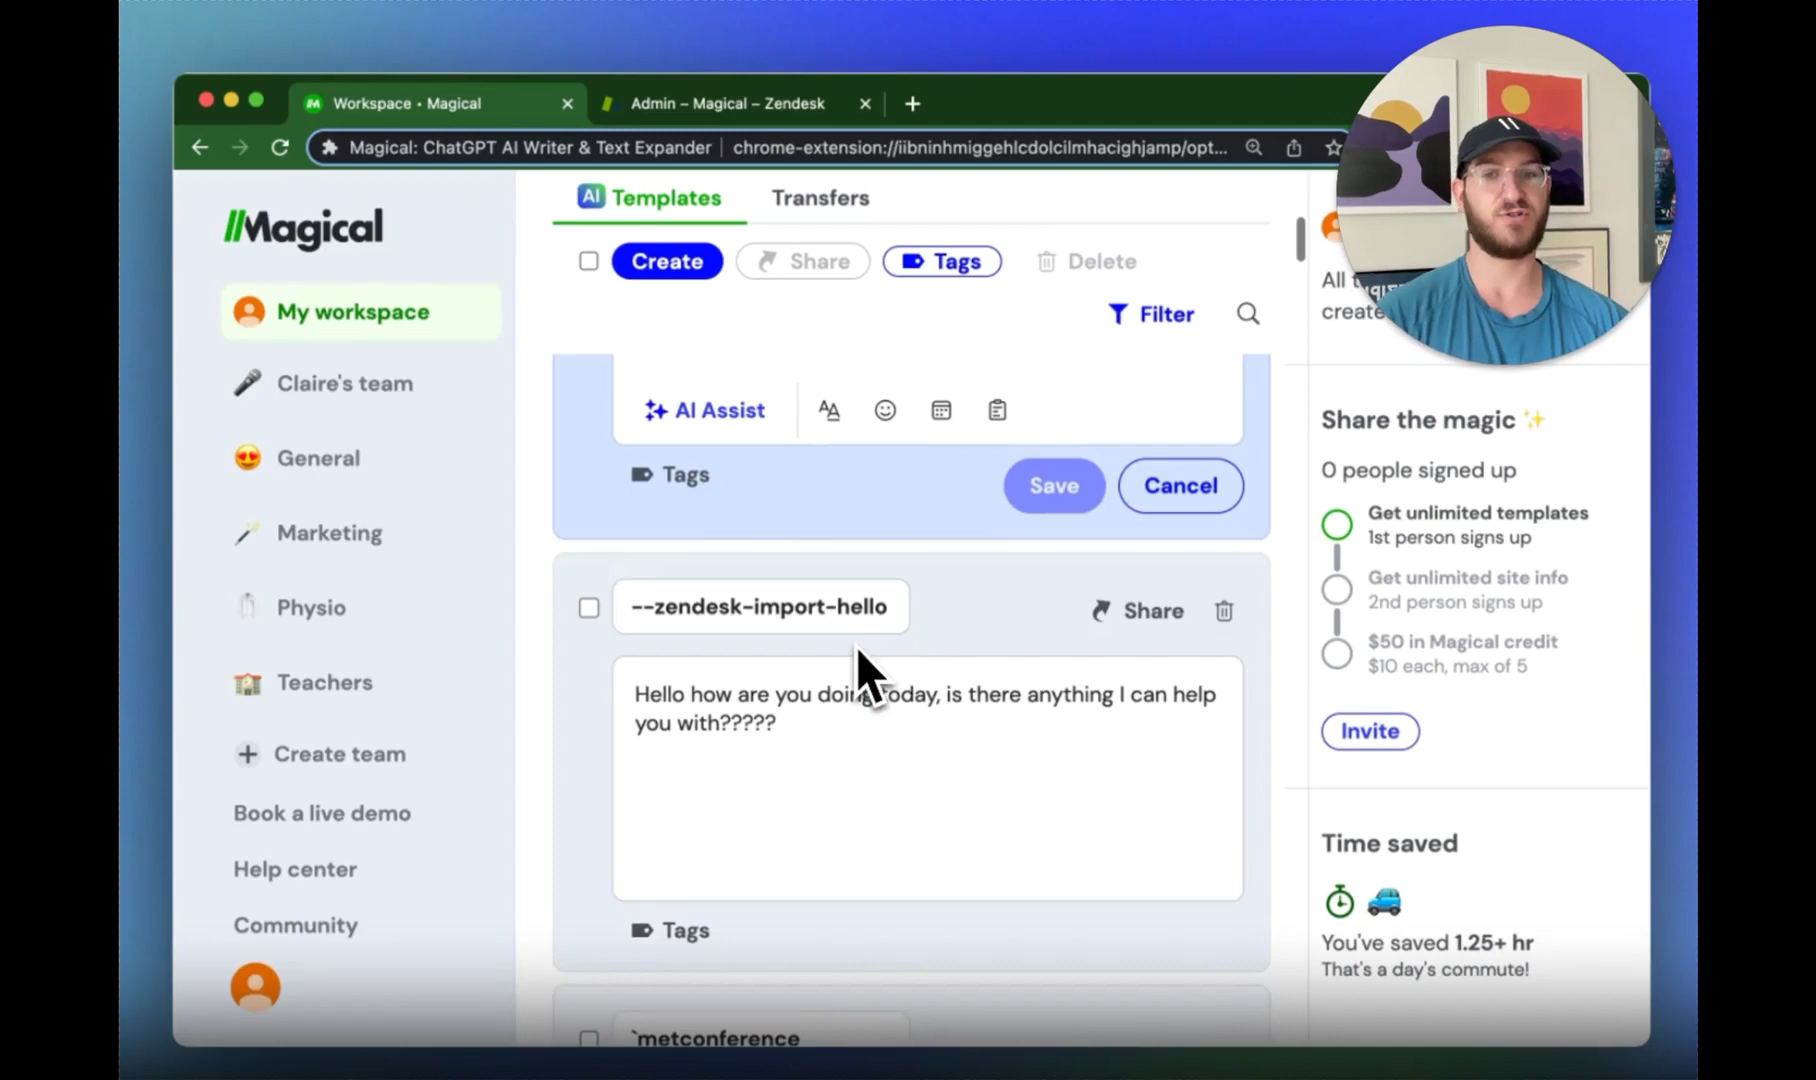 Workspace • Magical
Admin – Magical – Zendesk
Magical: ChatGPT AI Writer & Text Expander
chrome-extension://iibninhmiggehlcdolcilmhacighjamp/opt...
Magical
My workspace
Claire's team
General
Marketing
Physio
Teachers
Create team
Book a live demo
Help center
Community
AI Templates
Transfers
Create
Share
Tags
Delete
Filter
AI Assist
Tags
Save
Cancel
--zendesk-import-hello
Share
Hello how are you doing today, is there anything I can help
you with?????
Tags
`metconference
All
create
Share the magic ✨
0 people signed up
Get unlimited templates
1st person signs up
Get unlimited site info
2nd person signs up
$50 in Magical credit
$10 each, max of 5
Invite
Time saved
You've saved 1.25+ hr
That's a day's commute!